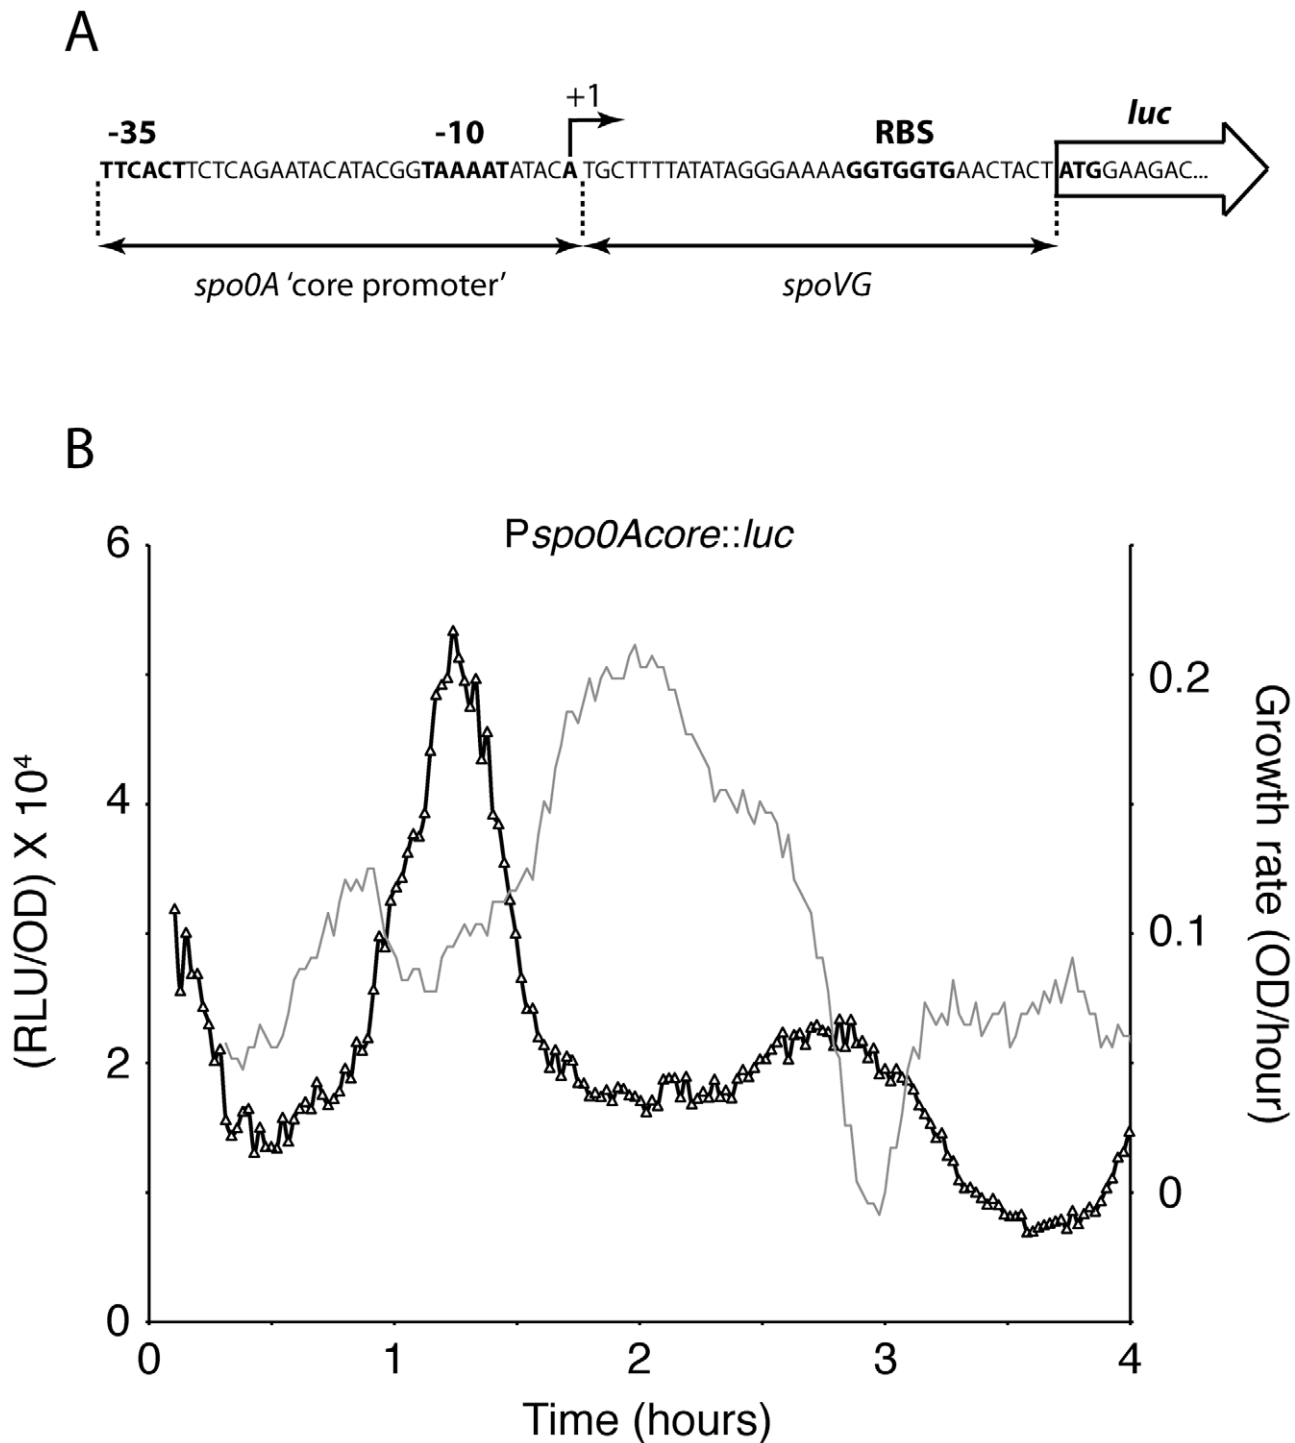 A
+1
-35 -10 RBS luc
TTCACTTCTCAGAATACATACGGTAAAATATACATGCTTTTATATAGGGAAAAGGTGGTGAACTACTATGGAAGAC...
spo0A 'core promoter' spoVG
B
Pspo0Acore::luc
6
4
2
0
(RLU/OD) X 10⁴
0.2
0.1
0
Growth rate (OD/hour)
0 1 2 3 4
Time (hours)